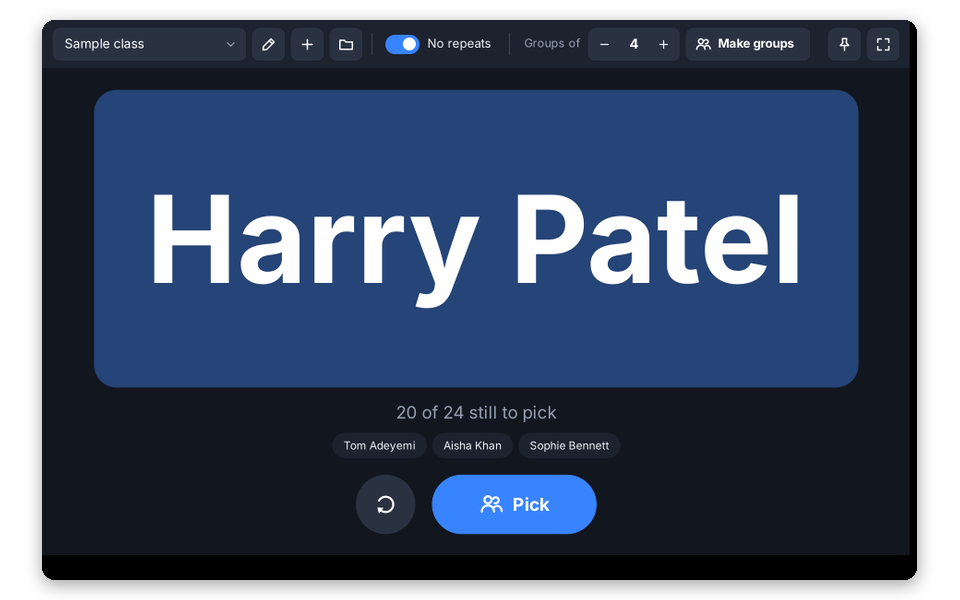 Sample class No repeats Groups of 4 Make groups
Harry Patel
20 of 24 still to pick
Tom Adeyemi Aisha Khan Sophie Bennett
Pick